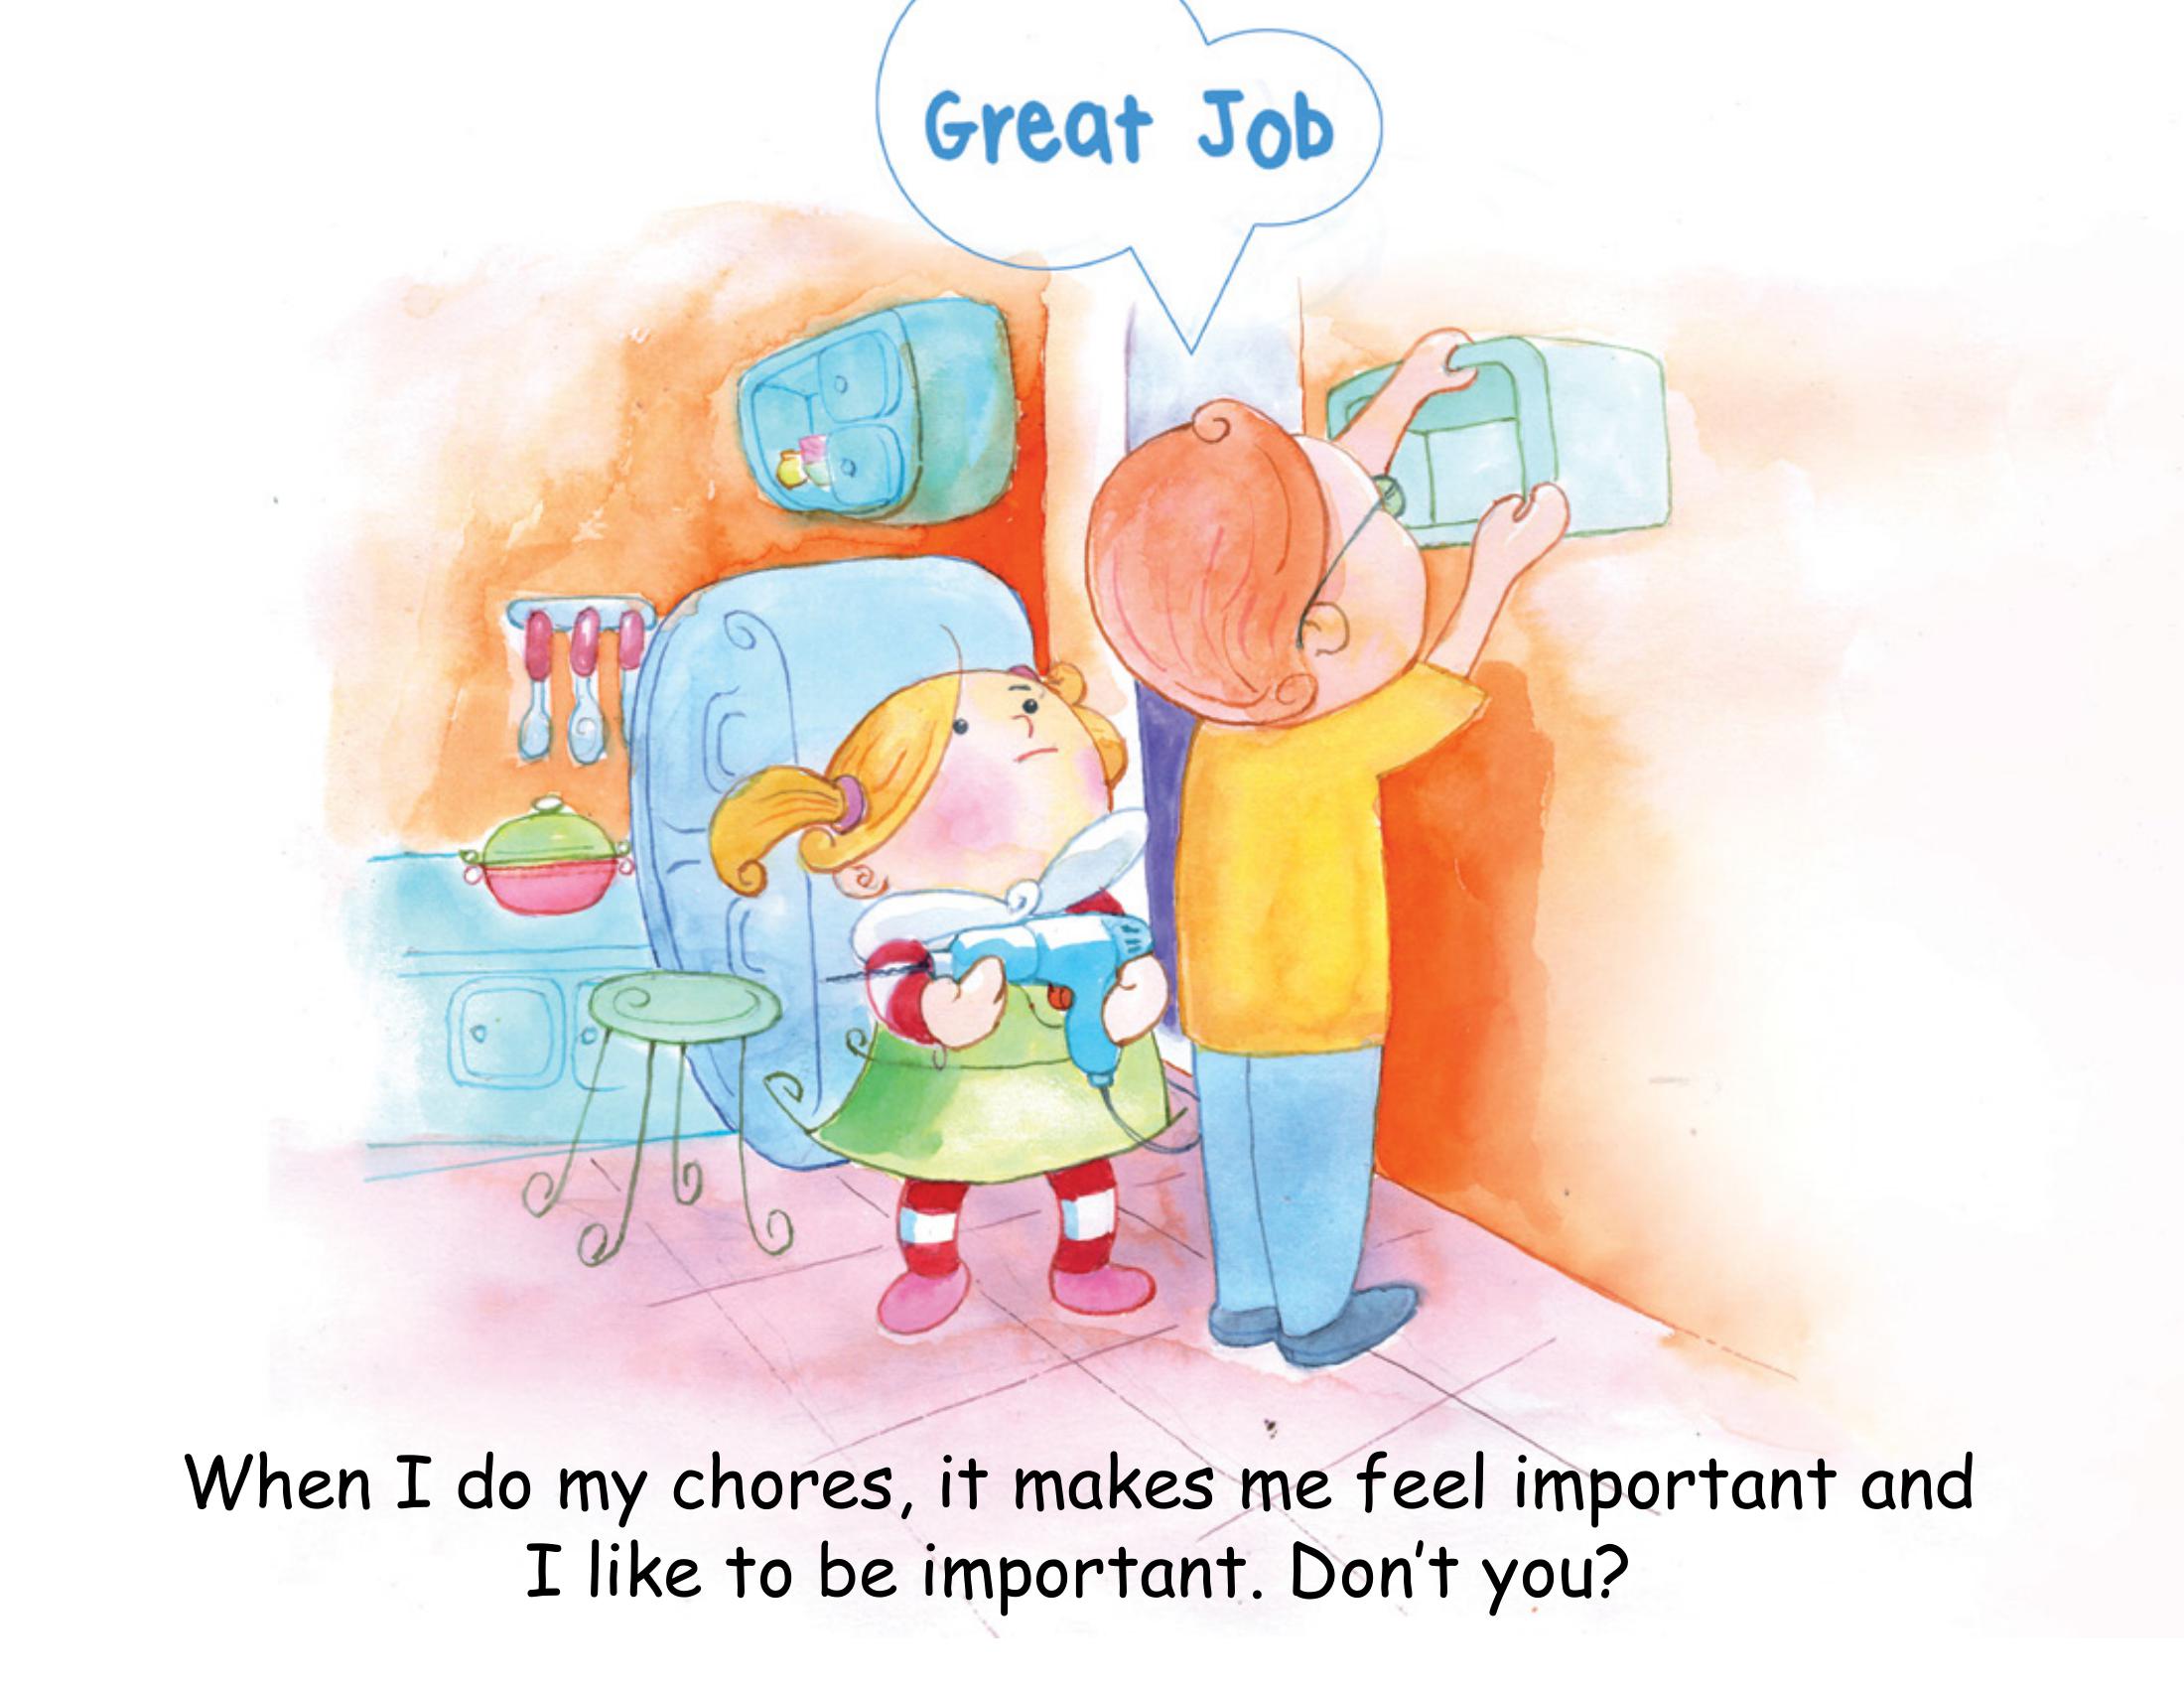 Great Job
When I do my chores, it makes me feel important and
I like to be important. Don't you?